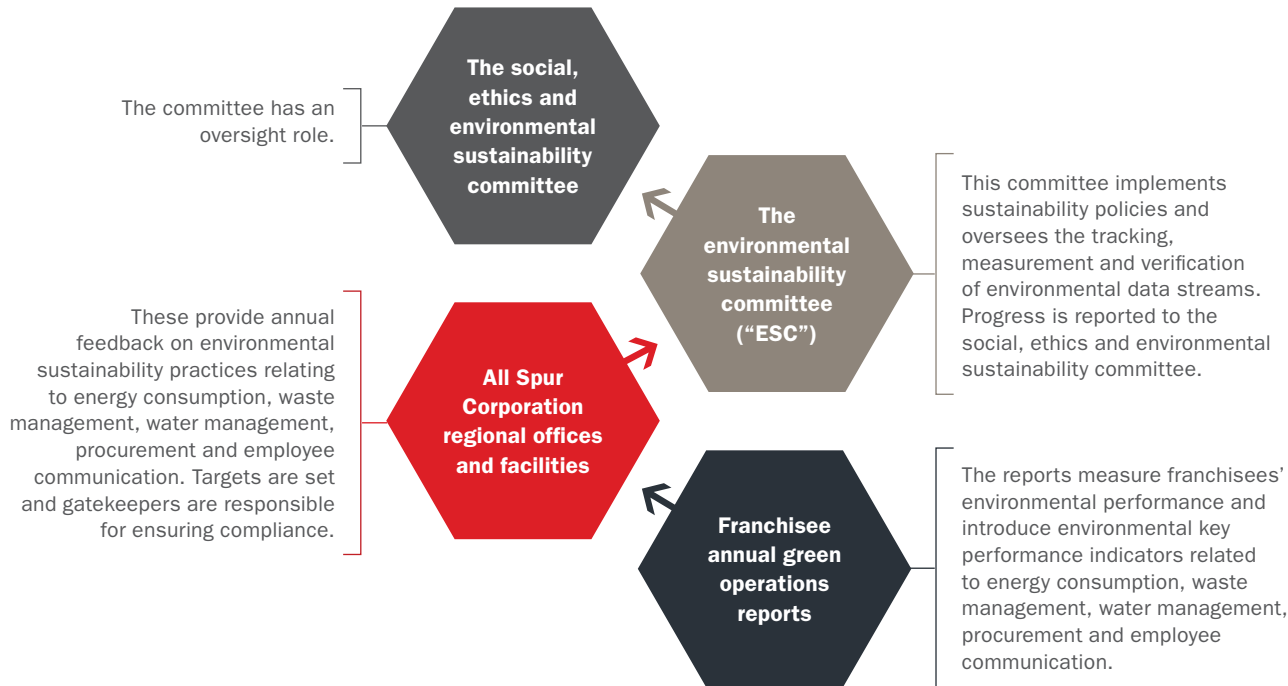 The social,
ethics and
environmental
sustainability
committee
The committee has an
oversight role.
The
environmental
sustainability
committee
(“ESC”)
This committee implements
sustainability policies and
oversees the tracking,
measurement and verification
of environmental data streams.
Progress is reported to the
social, ethics and environmental
sustainability committee.
These provide annual
feedback on environmental
sustainability practices relating
to energy consumption, waste
management, water management,
procurement and employee
communication. Targets are set
and gatekeepers are responsible
for ensuring compliance.
All Spur
Corporation
regional offices
and facilities
Franchisee
annual green
operations
reports
The reports measure franchisees’
environmental performance and
introduce environmental key
performance indicators related
to energy consumption, waste
management, water management,
procurement and employee
communication.